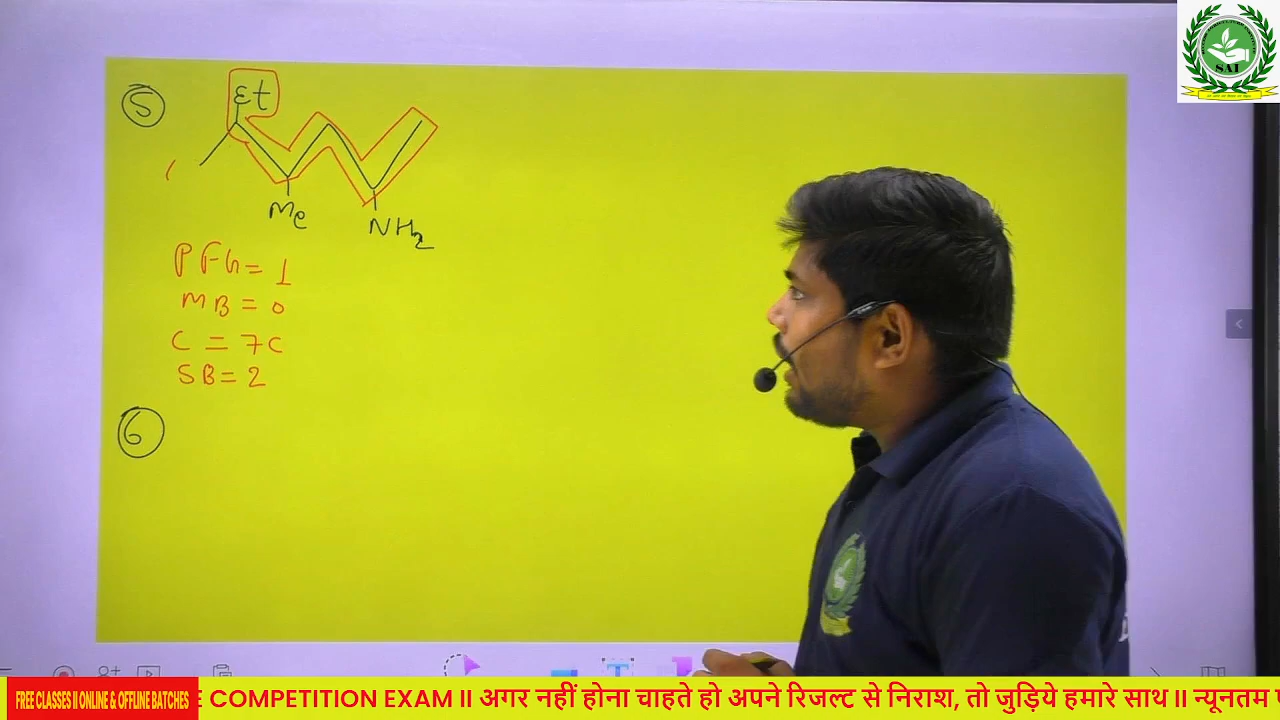 5
Et
Me
NH2
PFG = 1
MB = 0
C = 7C
SB = 2
6
SAI
FREE CLASSES II ONLINE & OFFLINE BATCHES
E COMPETITION EXAM II अगर नहीं होना चाहते हो अपने रिजल्ट से निराश, तो जुड़िये हमारे साथ II न्यूनतम